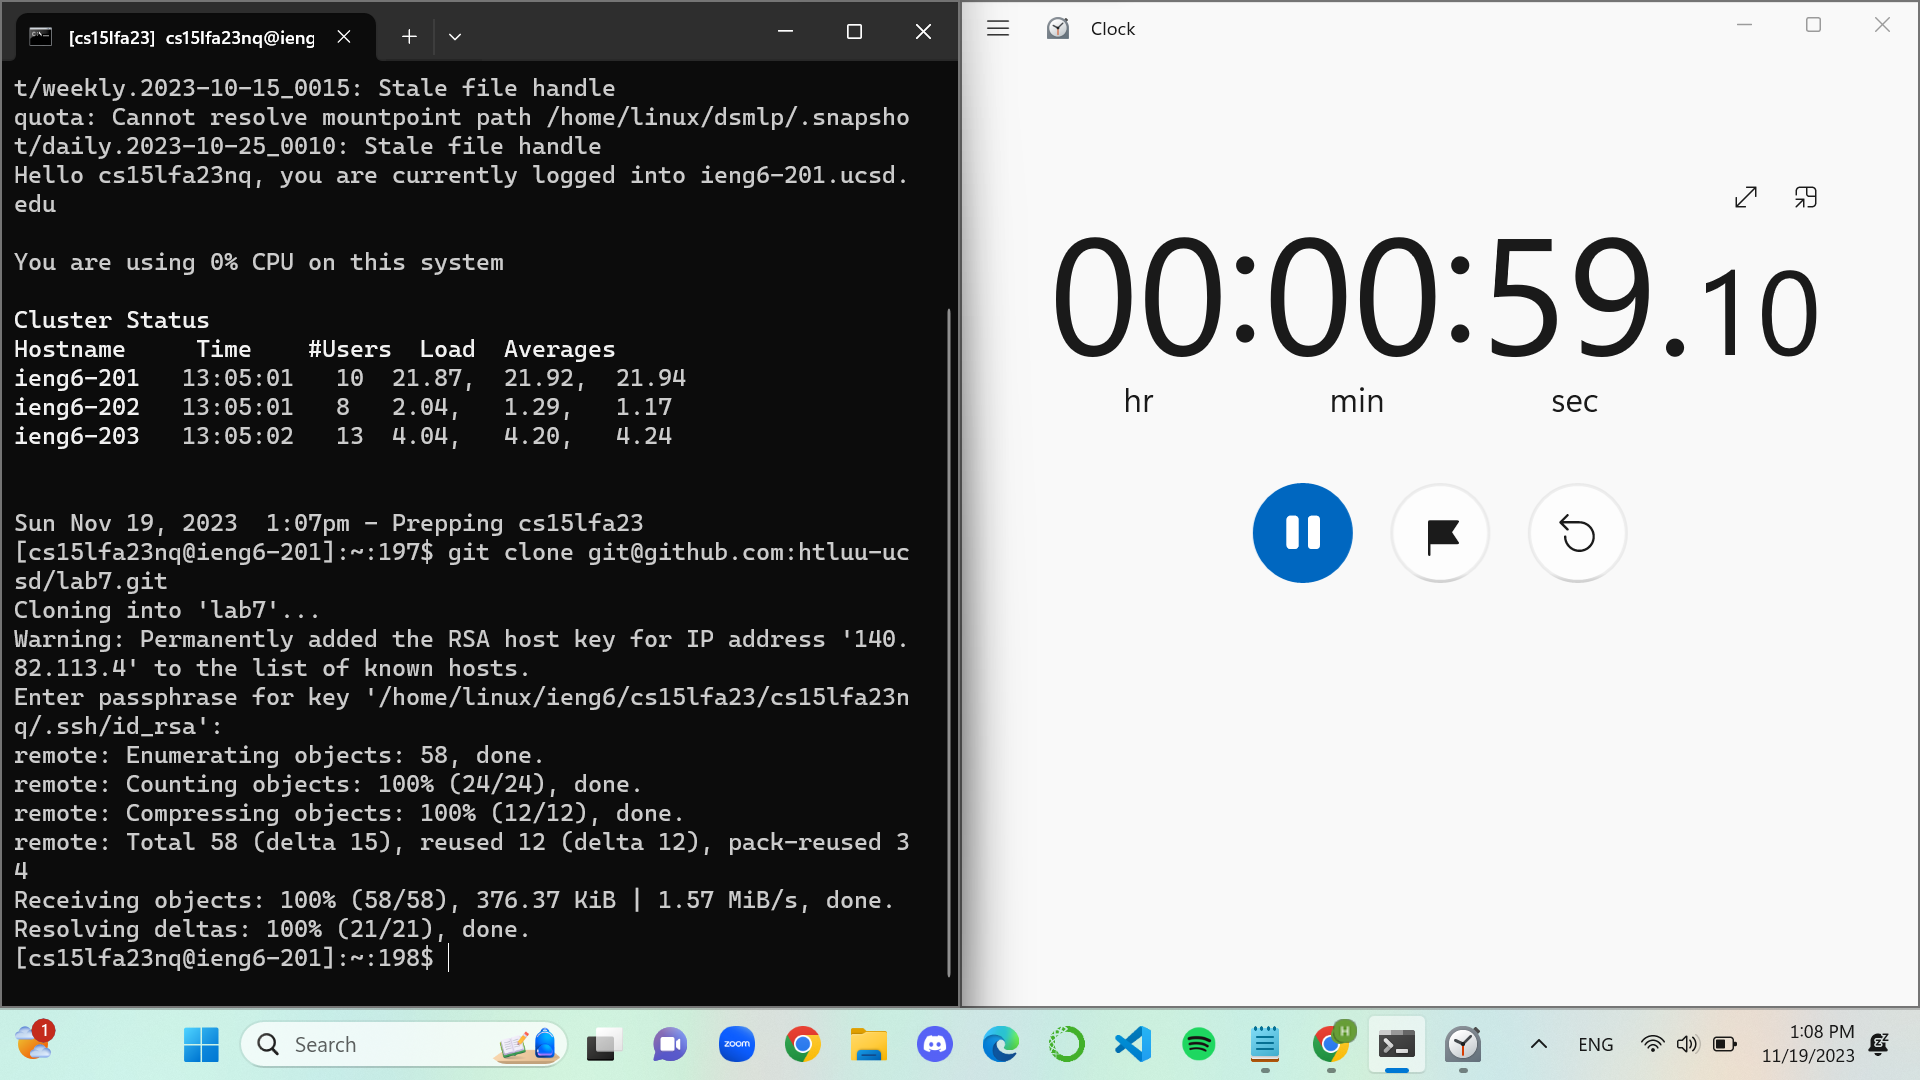 [cs15lfa23] cs15lfa23nq@ieng
t/weekly.2023-10-15_0015: Stale file handle
quota: Cannot resolve mountpoint path /home/linux/dsmlp/.snapsho
t/daily.2023-10-25_0010: Stale file handle
Hello cs15lfa23nq, you are currently logged into ieng6-201.ucsd.
edu
You are using 0% CPU on this system
Cluster Status
Hostname Time #Users Load Averages
ieng6-201 13:05:01 10 21.87, 21.92, 21.94
ieng6-202 13:05:01 8 2.04, 1.29, 1.17
ieng6-203 13:05:02 13 4.04, 4.20, 4.24
Sun Nov 19, 2023 1:07pm - Prepping cs15lfa23
[cs15lfa23nq@ieng6-201]:~:197$ git clone git@github.com:htluu-uc
sd/lab7.git
Cloning into 'lab7'...
Warning: Permanently added the RSA host key for IP address '140.
82.113.4' to the list of known hosts.
Enter passphrase for key '/home/linux/ieng6/cs15lfa23/cs15lfa23n
q/.ssh/id_rsa':
remote: Enumerating objects: 58, done.
remote: Counting objects: 100% (24/24), done.
remote: Compressing objects: 100% (12/12), done.
remote: Total 58 (delta 15), reused 12 (delta 12), pack-reused 3
4
Receiving objects: 100% (58/58), 376.37 KiB | 1.57 MiB/s, done.
Resolving deltas: 100% (21/21), done.
[cs15lfa23nq@ieng6-201]:~:198$
Clock
00:00:59.10
hr min sec
1
Search
zoom
H
ENG
1:08 PM
11/19/2023